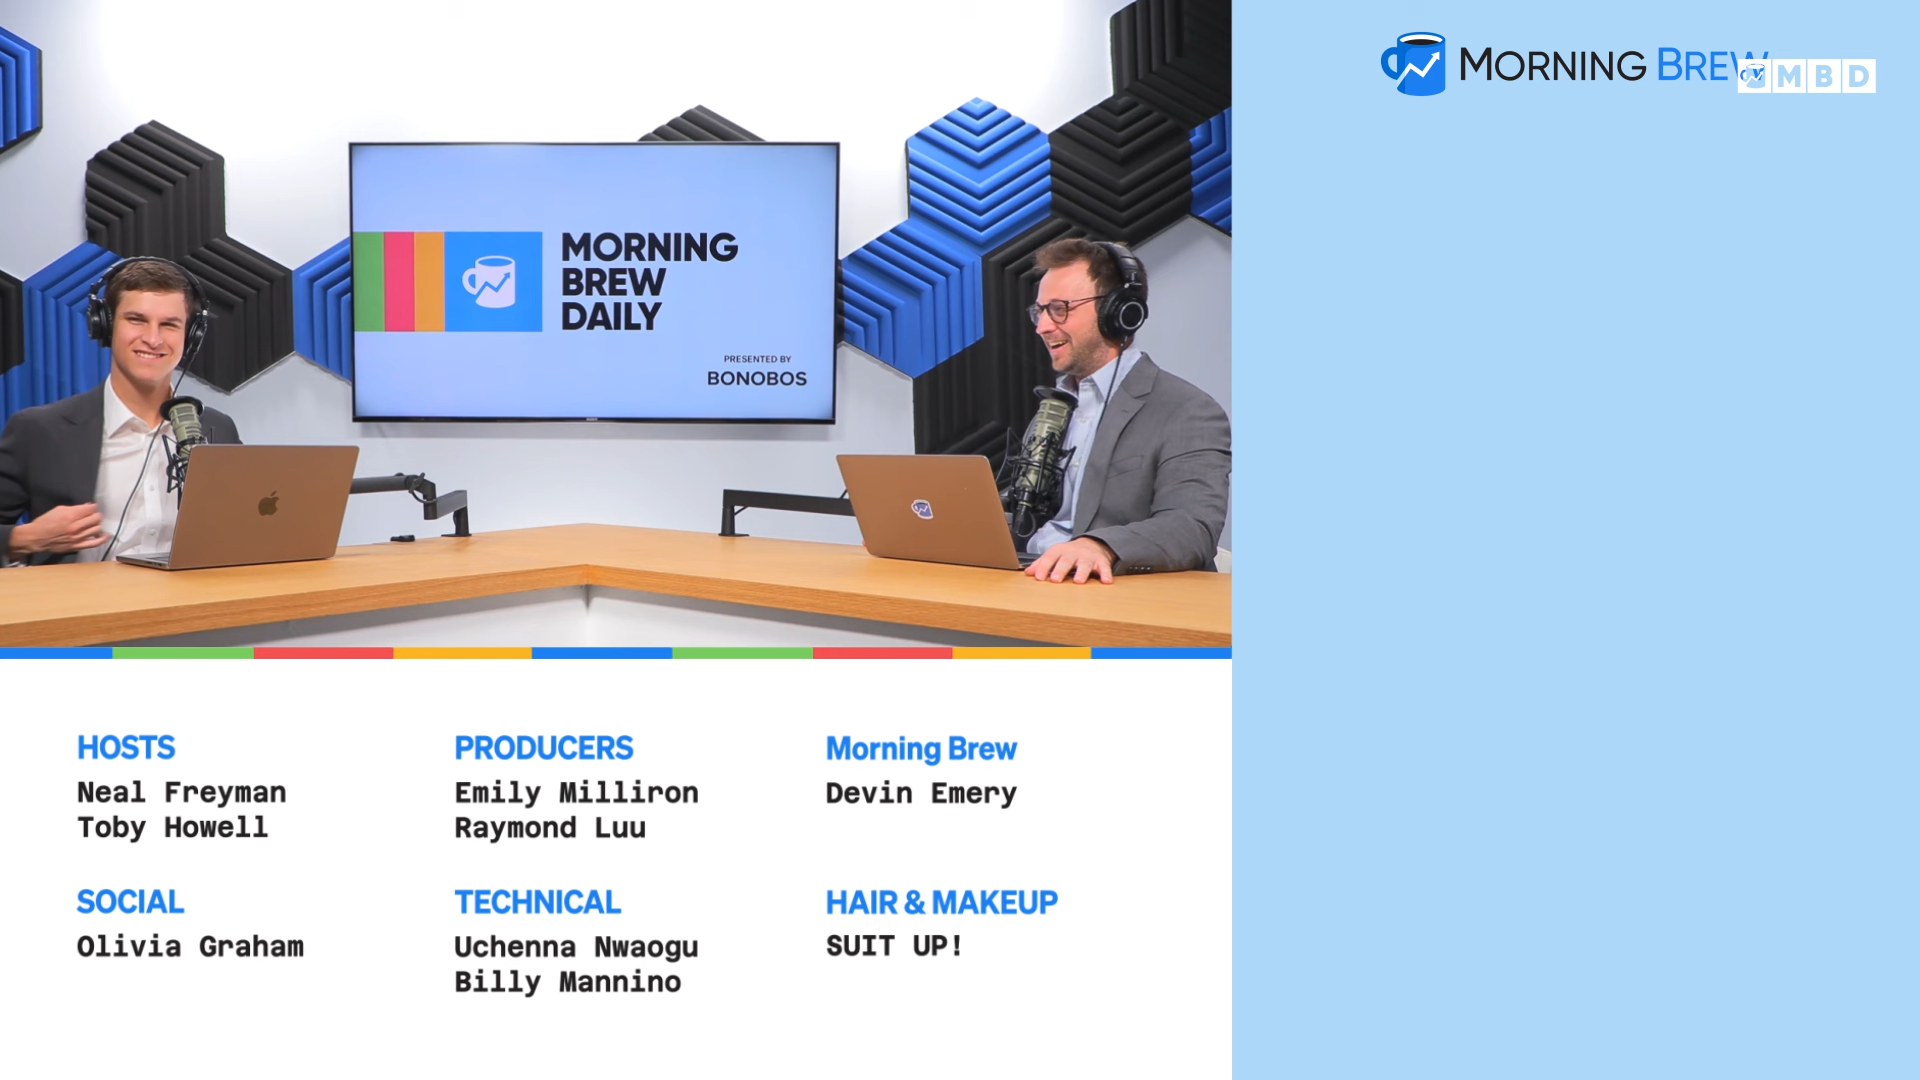 MORNING BREW
MBD
MORNING
BREW
DAILY
PRESENTED BY
BONOBOS
HOSTS
Neal Freyman
Toby Howell
PRODUCERS
Emily Milliron
Raymond Luu
Morning Brew
Devin Emery
SOCIAL
Olivia Graham
TECHNICAL
Uchenna Nwaogu
Billy Mannino
HAIR & MAKEUP
SUIT UP!